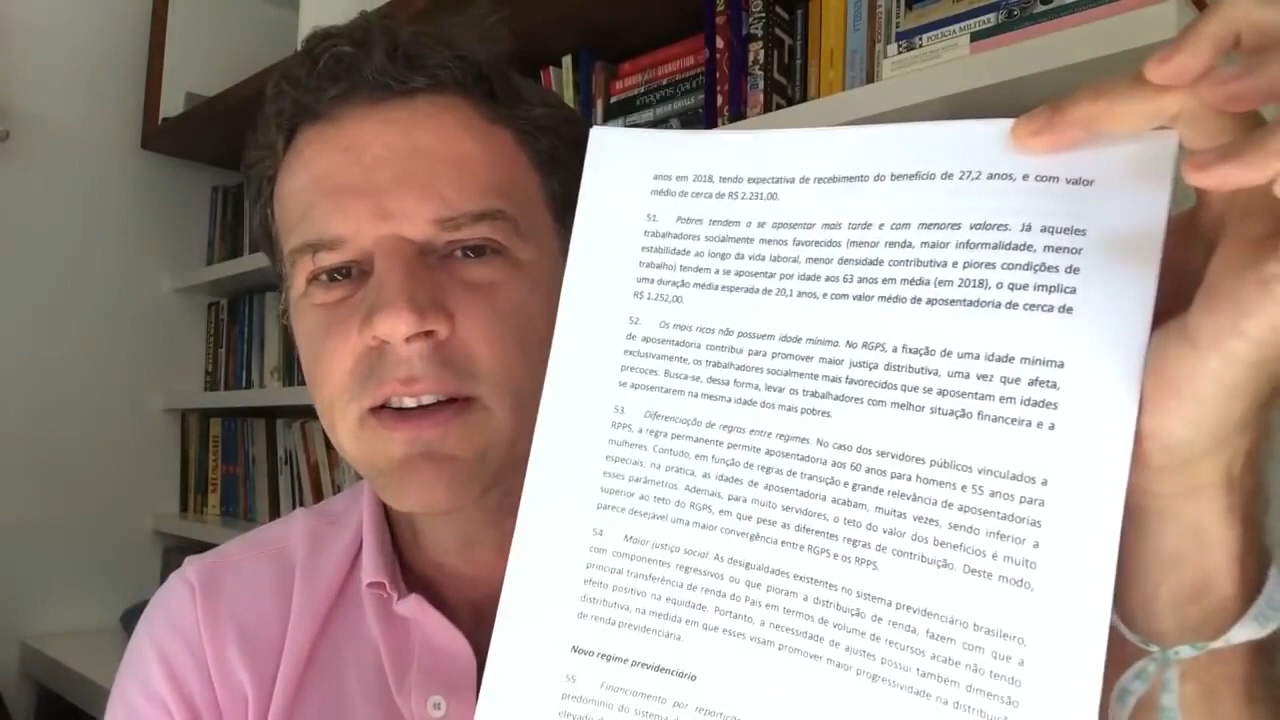 POLÍCIA MILITAR
imagens
BEAR GRYLLS
MUSASHI
anos em 2018, tendo expectativa de recebimento do benefício de 27,2 anos, e com valor
médio de cerca de R$ 2.231,00.
51. Pobres tendem a se aposentar mais tarde e com menores valores. Já aqueles
trabalhadores socialmente menos favorecidos (menor renda, maior informalidade, menor
estabilidade ao longo da vida laboral, menor densidade contributiva e piores condições de
trabalho) tendem a se aposentar por idade aos 63 anos em média (em 2018), o que implica
uma duração média esperada de 20,1 anos, e com valor médio de aposentadoria de cerca de
R$ 1.252,00.
52. Os mais ricos não possuem idade mínima. No RGPS, a fixação de uma idade mínima
de aposentadoria contribui para promover maior justiça distributiva, uma vez que afeta,
exclusivamente, os trabalhadores socialmente mais favorecidos que se aposentam em idades
precoces. Busca-se, dessa forma, levar os trabalhadores com melhor situação financeira e a
se aposentarem na mesma idade dos mais pobres.
53. Diferenciação de regras entre regimes. No caso dos servidores públicos vinculados a
RPPS, a regra permanente permite aposentadoria aos 60 anos para homens e 55 anos para
mulheres. Contudo, em função de regras de transição e grande relevância de aposentadorias
especiais, na prática, as idades de aposentadoria acabam, muitas vezes, sendo inferior a
esses parâmetros. Ademais, para muito servidores, o teto do valor dos benefícios é muito
superior ao teto do RGPS, em que pese as diferentes regras de contribuição. Deste modo,
parece desejável uma maior convergência entre RGPS e os RPPS.
54 Maior justiça social. As desigualdades existentes no sistema previdenciário brasileiro,
com componentes regressivos ou que pioram a distribuição de renda, fazem com que a
principal transferência de renda do País em termos de volume de recursos acabe não tendo
efeito positivo na equidade. Portanto, a necessidade de ajustes possui também dimensão
distributiva, na medida em que esses visam promover maior progressividade na distribuiç
de renda previdenciária.
Novo regime previdenciário
55 Financiamento por repartiç
predomínio do sistema d
elevado d